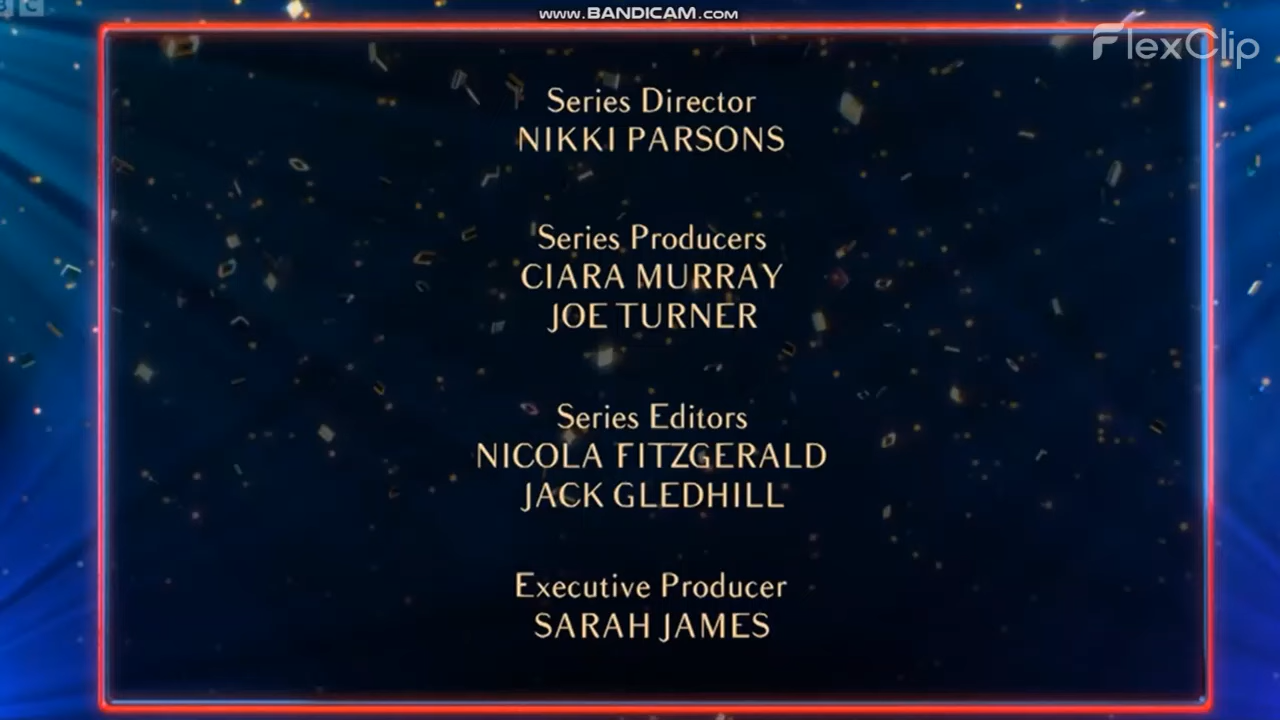 www.BANDICAM.com
BBC
FlexClip
Series Director
NIKKI PARSONS
Series Producers
CIARA MURRAY
JOE TURNER
Series Editors
NICOLA FITZGERALD
JACK GLEDHILL
Executive Producer
SARAH JAMES